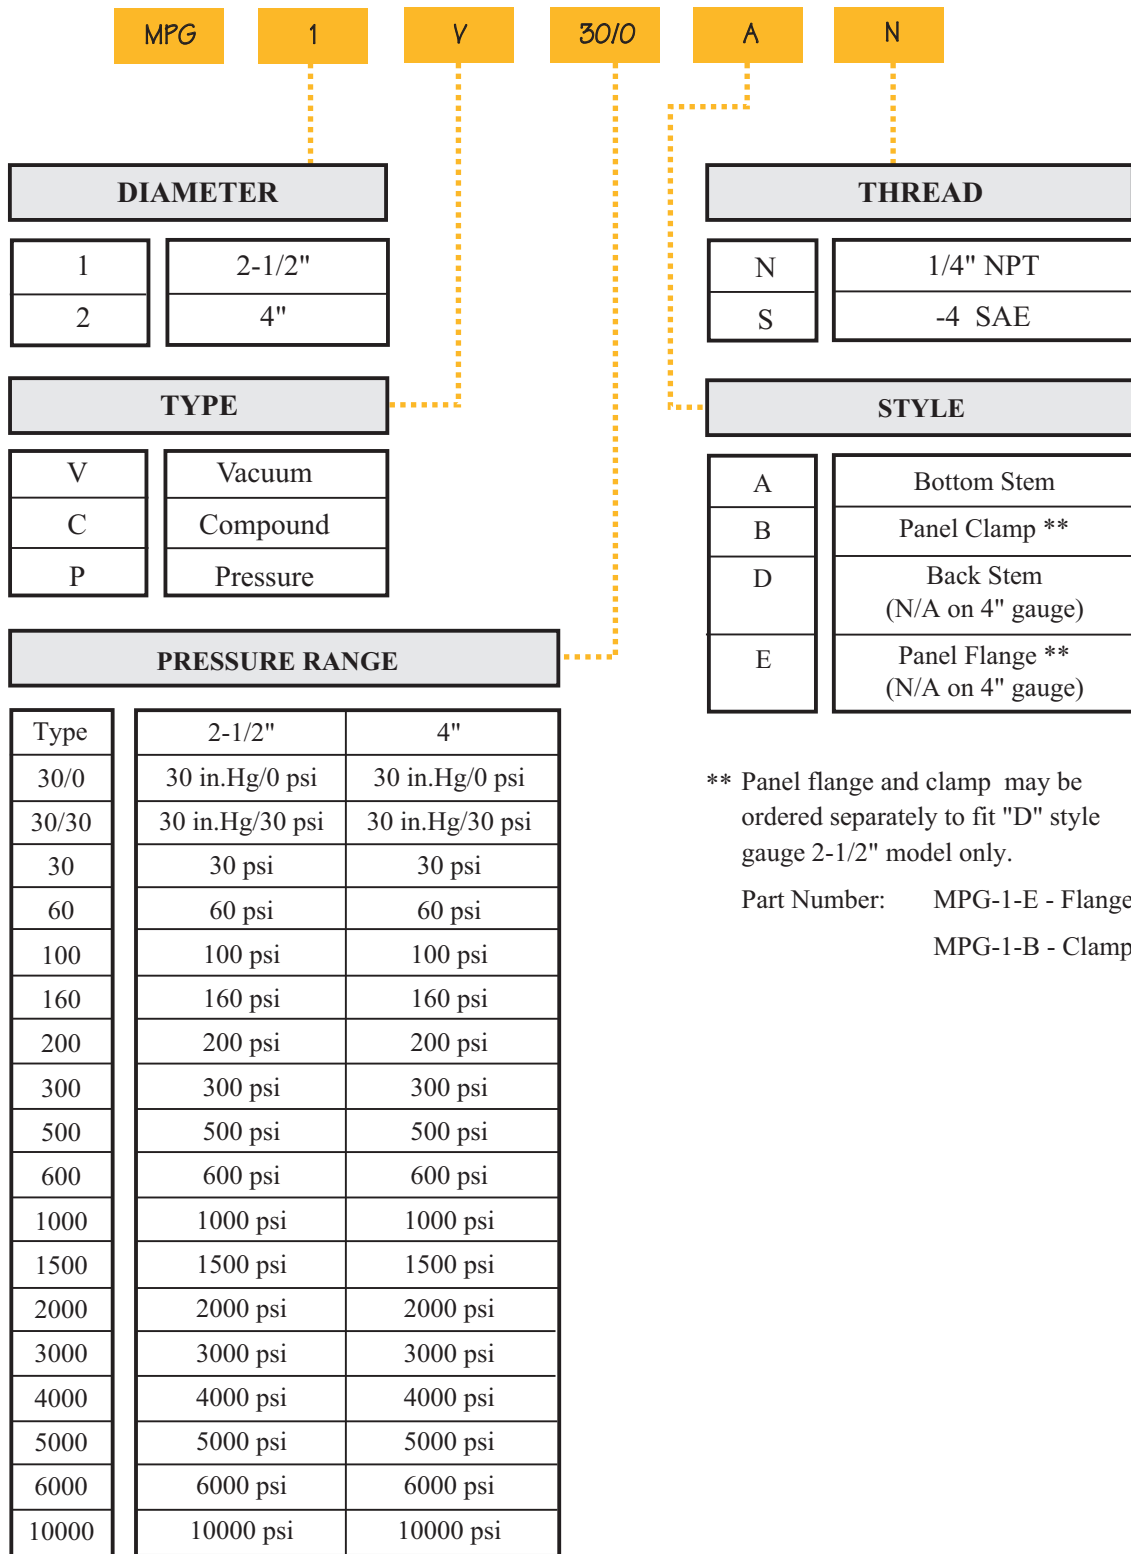 MPG 1 V 30/0 A N
DIAMETER
1 2-1/2"
2 4"
TYPE
V Vacuum
C Compound
P Pressure
PRESSURE RANGE
Type 2-1/2" 4"
30/0 30 in.Hg/0 psi 30 in.Hg/0 psi
30/30 30 in.Hg/30 psi 30 in.Hg/30 psi
30 30 psi 30 psi
60 60 psi 60 psi
100 100 psi 100 psi
160 160 psi 160 psi
200 200 psi 200 psi
300 300 psi 300 psi
500 500 psi 500 psi
600 600 psi 600 psi
1000 1000 psi 1000 psi
1500 1500 psi 1500 psi
2000 2000 psi 2000 psi
3000 3000 psi 3000 psi
4000 4000 psi 4000 psi
5000 5000 psi 5000 psi
6000 6000 psi 6000 psi
10000 10000 psi 10000 psi
THREAD
N 1/4" NPT
S -4 SAE
STYLE
A Bottom Stem
B Panel Clamp **
D Back Stem
(N/A on 4" gauge)
E Panel Flange **
(N/A on 4" gauge)
** Panel flange and clamp may be
ordered separately to fit "D" style
gauge 2-1/2" model only.
Part Number: MPG-1-E - Flange
MPG-1-B - Clamp